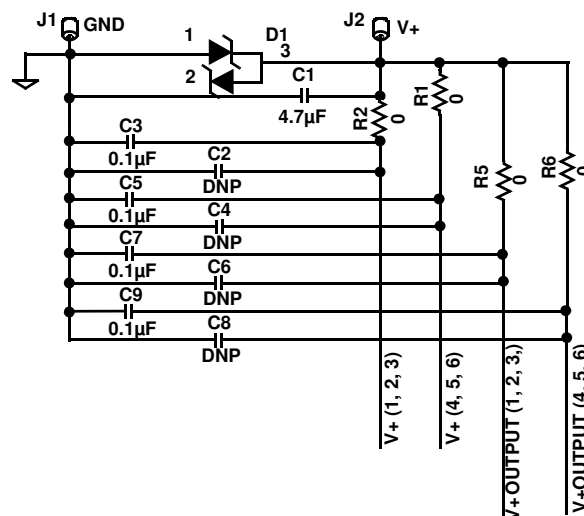 J1
GND
J2
V+
1
D1
3
2
C1
4.7µF
R2
0
R1
0
C3
0.1µF
C2
DNP
C5
0.1µF
C4
DNP
R5
0
R6
0
C7
0.1µF
C6
DNP
C9
0.1µF
C8
DNP
V+ (1, 2, 3)
V+ (4, 5, 6)
V+OUTPUT (1, 2, 3,)
V+OUTPUT (4, 5, 6)